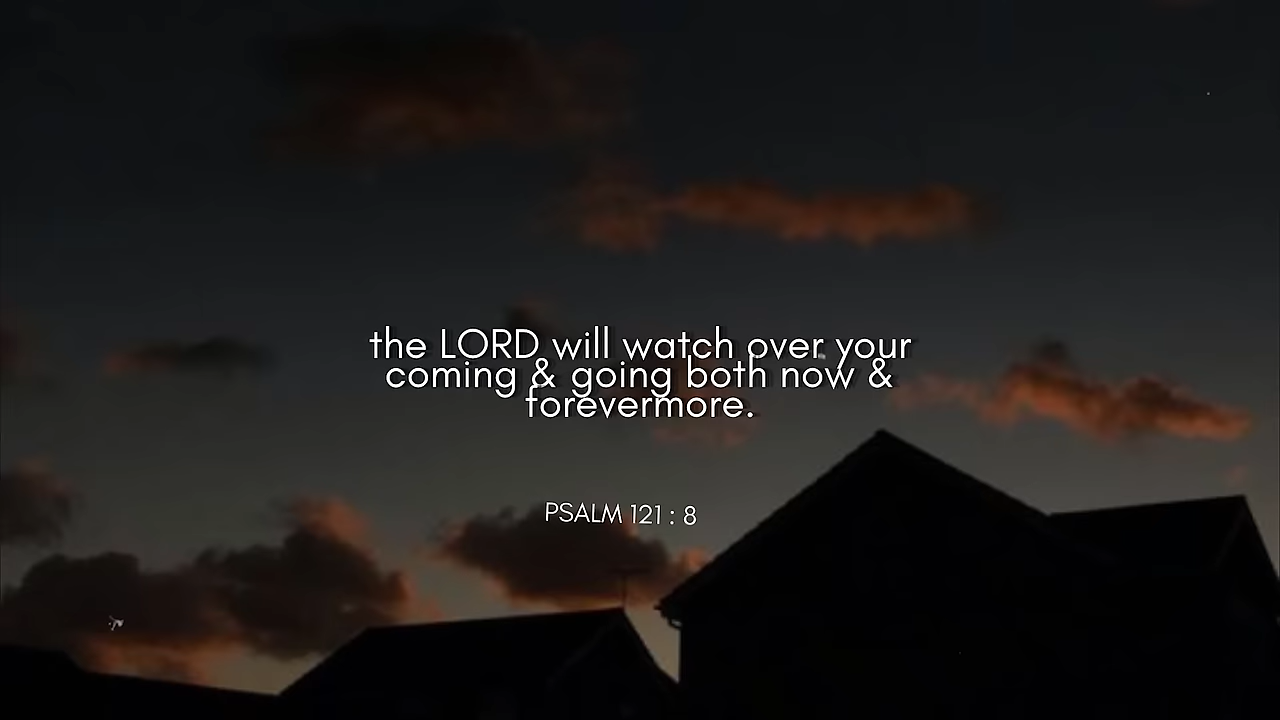 the LORD will watch over your
coming & going both now &
forevermore.
PSALM 121 : 8